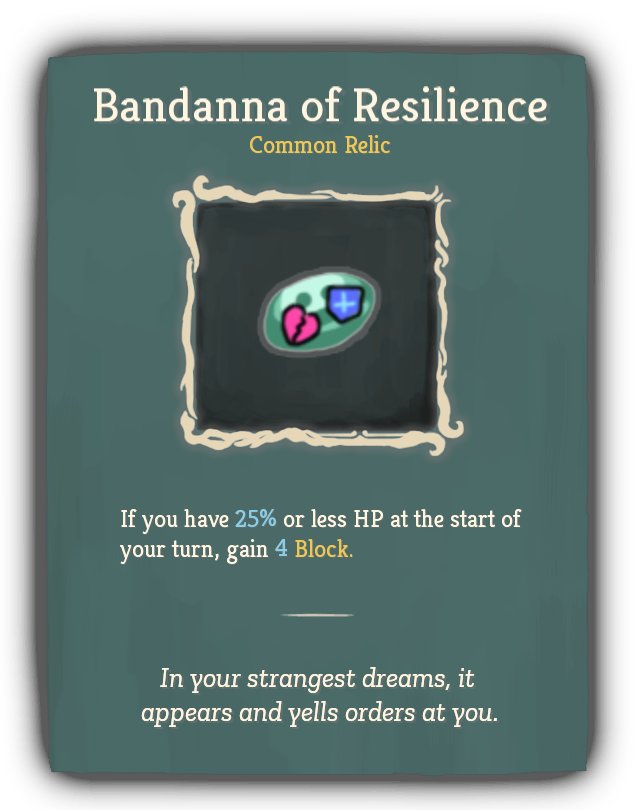 Bandanna of Resilience
Common Relic
If you have 25% or less HP at the start of
your turn, gain 4 Block.
In your strangest dreams, it
appears and yells orders at you.